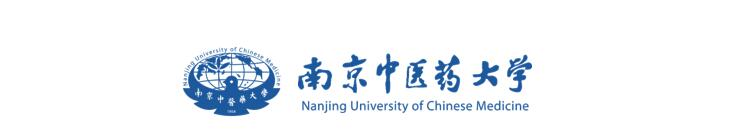 Nanjing University of Chinese Medicine
南京中醫藥大學
1954
南京中医药大学
Nanjing University of Chinese Medicine